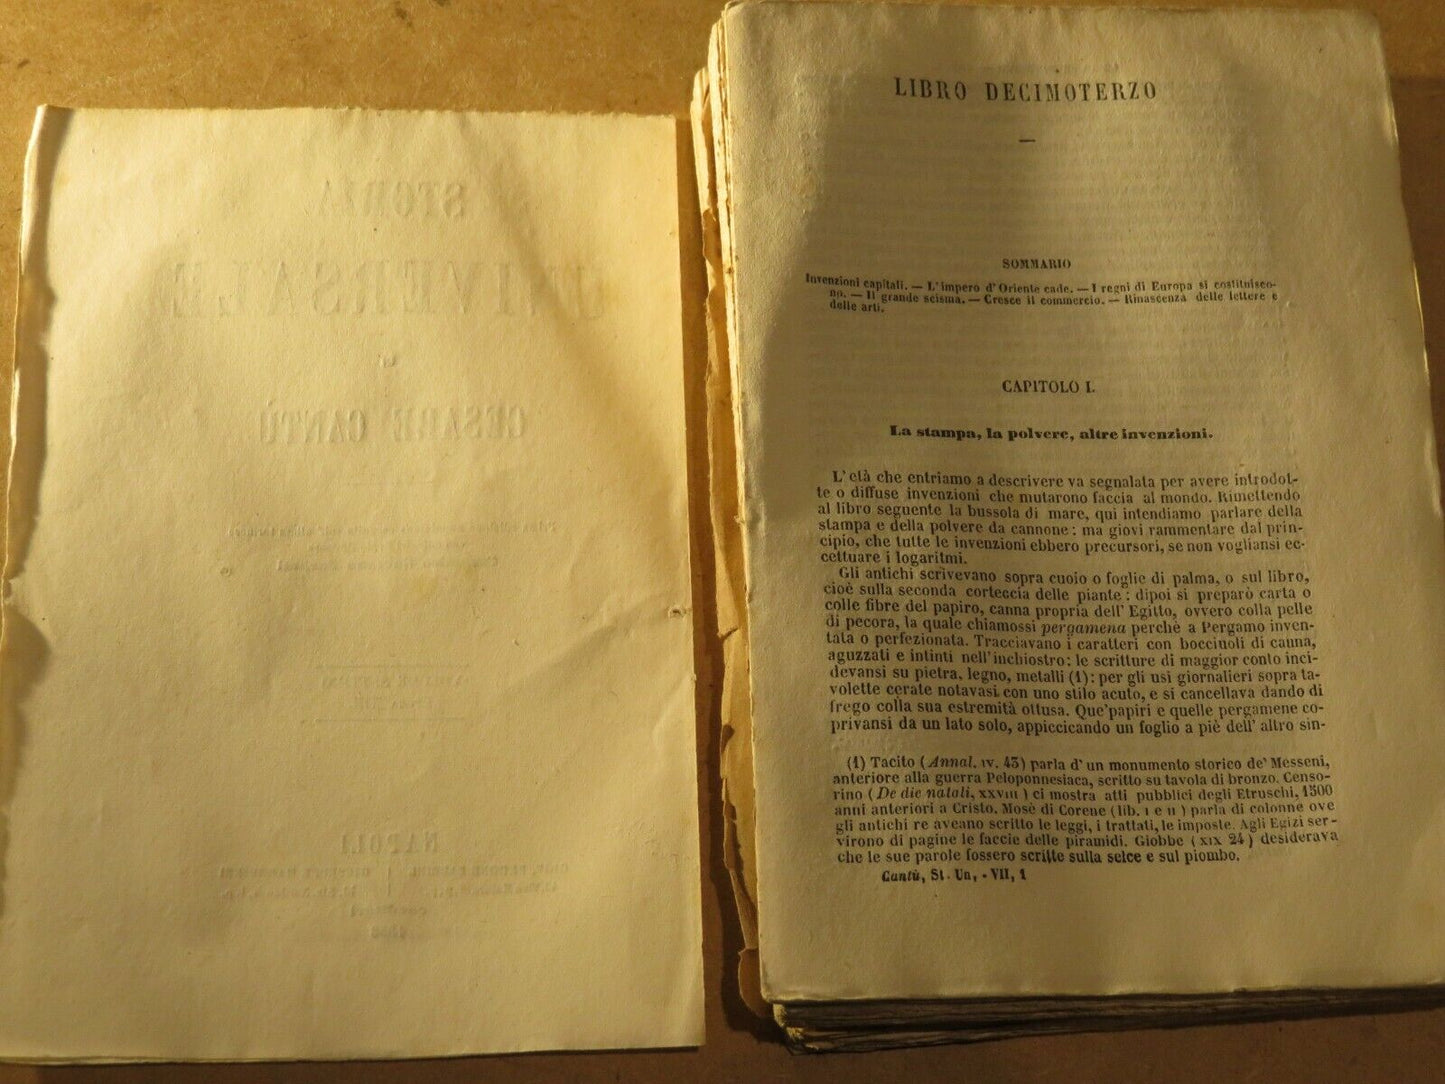 STORIA
UNIVERSALE
DI
CESARE CANTÙ
NAPOLI
LIBRO DECIMOTERZO
—
SOMMARIO
Invenzioni capitali. — L'impero d'Oriente cade. — I regni di Europa si costituisco-
no. — Il grande scisma. — Cresce il commercio. — Rinascenza delle lettere e
delle arti.
CAPITOLO I.
La stampa, la polvere, altre invenzioni.
L'età che entriamo a descrivere va segnalata per avere introdot-
te o diffuse invenzioni che mutarono faccia al mondo. Rimettendo
al libro seguente la bussola di mare, qui intendiamo parlare della
stampa e della polvere da cannone: ma giovi rammentare dal prin-
cipio, che tutte le invenzioni ebbero precursori, se non vogliansi ec-
cettuare i logaritmi.
Gli antichi scrivevano sopra cuoio o foglie di palma, o sul libro,
cioè sulla seconda corteccia delle piante: dipoi si preparò carta o
colle fibre del papiro, canna propria dell'Egitto, ovvero colla pelle
di pecora, la quale chiamossi pergamena perchè a Pergamo inven-
tata o perfezionata. Tracciavano i caratteri con bocciuoli di canna,
aguzzati e intinti nell'inchiostro: le scritture di maggior conto inci-
devansi su pietra, legno, metalli (1): per gli usi giornalieri sopra ta-
volette cerate notavasi con uno stilo acuto, e si cancellava dando di
frego colla sua estremità ottusa. Que'papiri e quelle pergamene co-
privansi da un lato solo, appiccicando un foglio a piè dell'altro sin-
(1) Tacito (Annal. IV. 43) parla d'un monumento storico de'Messeni,
anteriore alla guerra Peloponnesiaca, scritto su tavola di bronzo. Censo-
rino (De die natali, XXVIII) ci mostra atti pubblici degli Etruschi, 1500
anni anteriori a Cristo. Mosè di Corene (lib. I e II) parla di colonne ove
gli antichi re aveano scritto le leggi, i trattati, le imposte. Agli Egizi ser-
virono di pagine le faccie delle piramidi. Giobbe (XIX 24) desiderava
che le sue parole fossero scritte sulla selce e sul piombo.
Cantù, St. Un, - VII, 1